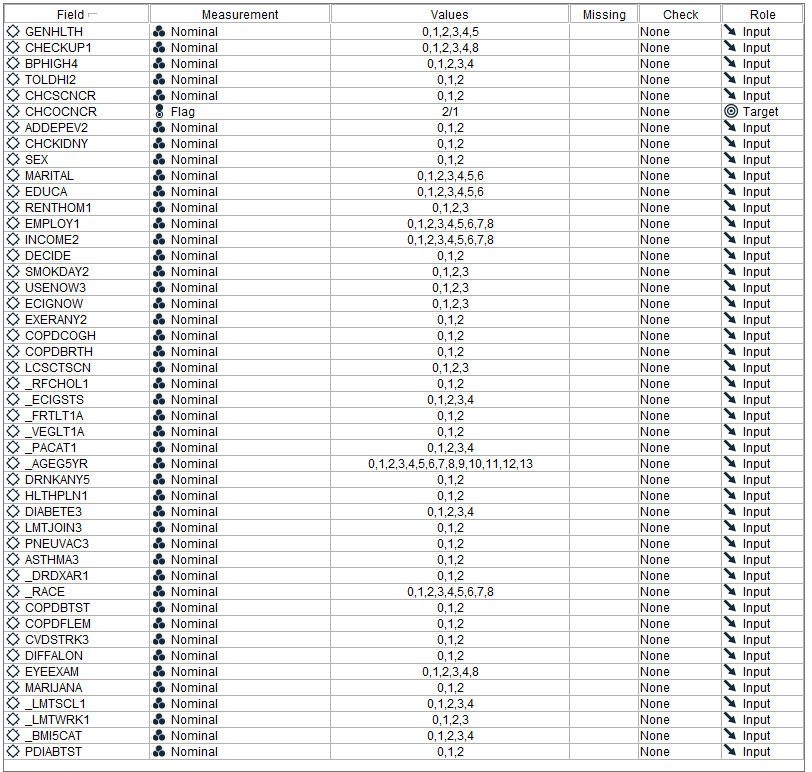 Field Measurement Values Missing Check Role
GENHLTH Nominal 0,1,2,3,4,5 None Input
CHECKUP1 Nominal 0,1,2,3,4,8 None Input
BPHIGH4 Nominal 0,1,2,3,4 None Input
TOLDHI2 Nominal 0,1,2 None Input
CHCSCNCR Nominal 0,1,2 None Input
CHCOCNCR Flag 2/1 None Target
ADDEPEV2 Nominal 0,1,2 None Input
CHCKIDNY Nominal 0,1,2 None Input
SEX Nominal 0,1,2 None Input
MARITAL Nominal 0,1,2,3,4,5,6 None Input
EDUCA Nominal 0,1,2,3,4,5,6 None Input
RENTHOM1 Nominal 0,1,2,3 None Input
EMPLOY1 Nominal 0,1,2,3,4,5,6,7,8 None Input
INCOME2 Nominal 0,1,2,3,4,5,6,7,8 None Input
DECIDE Nominal 0,1,2 None Input
SMOKDAY2 Nominal 0,1,2,3 None Input
USENOW3 Nominal 0,1,2,3 None Input
ECIGNOW Nominal 0,1,2,3 None Input
EXERANY2 Nominal 0,1,2 None Input
COPDCOGH Nominal 0,1,2 None Input
COPDBRTH Nominal 0,1,2 None Input
LCSCTSCN Nominal 0,1,2,3 None Input
_RFCHOL1 Nominal 0,1,2 None Input
_ECIGSTS Nominal 0,1,2,3,4 None Input
_FRTLT1A Nominal 0,1,2 None Input
_VEGLT1A Nominal 0,1,2 None Input
_PACAT1 Nominal 0,1,2,3,4 None Input
_AGEG5YR Nominal 0,1,2,3,4,5,6,7,8,9,10,11,12,13 None Input
DRNKANY5 Nominal 0,1,2 None Input
HLTHPLN1 Nominal 0,1,2 None Input
DIABETE3 Nominal 0,1,2,3,4 None Input
LMTJOIN3 Nominal 0,1,2 None Input
PNEUVAC3 Nominal 0,1,2 None Input
ASTHMA3 Nominal 0,1,2 None Input
_DRDXAR1 Nominal 0,1,2 None Input
_RACE Nominal 0,1,2,3,4,5,6,7,8 None Input
COPDBTST Nominal 0,1,2 None Input
COPDFLEM Nominal 0,1,2 None Input
CVDSTRK3 Nominal 0,1,2 None Input
DIFFALON Nominal 0,1,2 None Input
EYEEXAM Nominal 0,1,2,3,4,8 None Input
MARIJANA Nominal 0,1,2 None Input
_LMTSCL1 Nominal 0,1,2,3,4 None Input
_LMTWRK1 Nominal 0,1,2,3 None Input
_BMI5CAT Nominal 0,1,2,3,4 None Input
PDIABTST Nominal 0,1,2 None Input